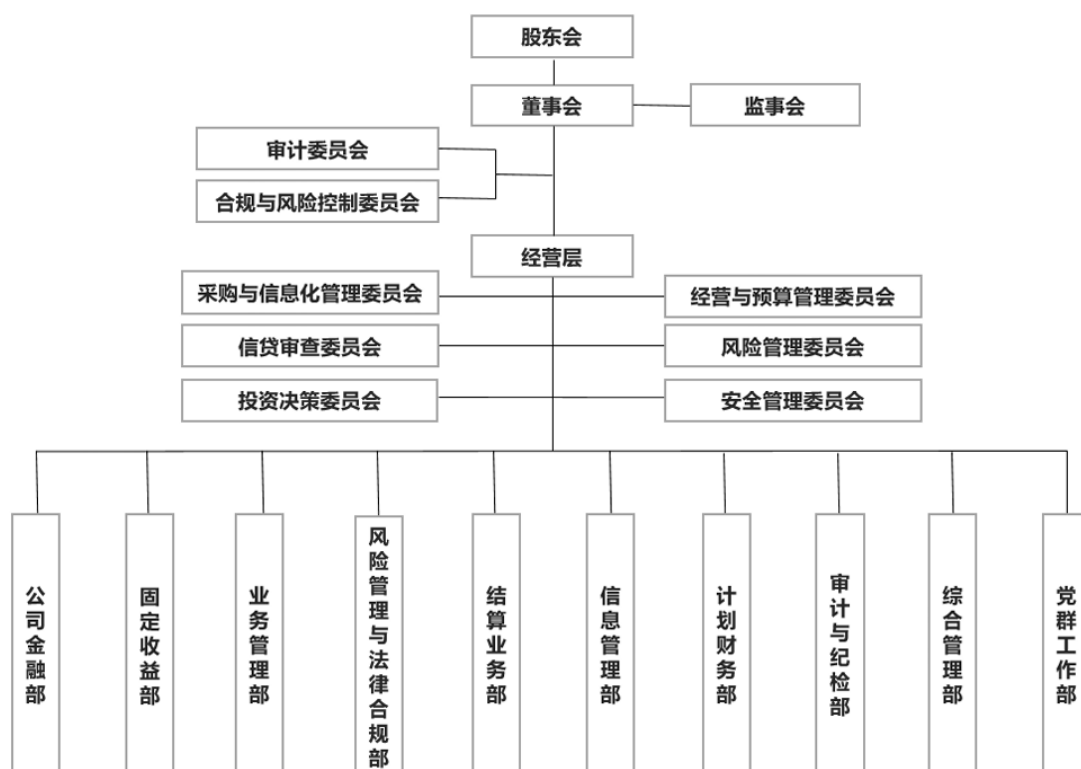 股东会
董事会
监事会
审计委员会
合规与风险控制委员会
经营层
采购与信息化管理委员会
经营与预算管理委员会
信贷审查委员会
风险管理委员会
投资决策委员会
安全管理委员会
公司金融部
固定收益部
业务管理部
风险管理与法律合规部
结算业务部
信息管理部
计划财务部
审计与纪检部
综合管理部
党群工作部